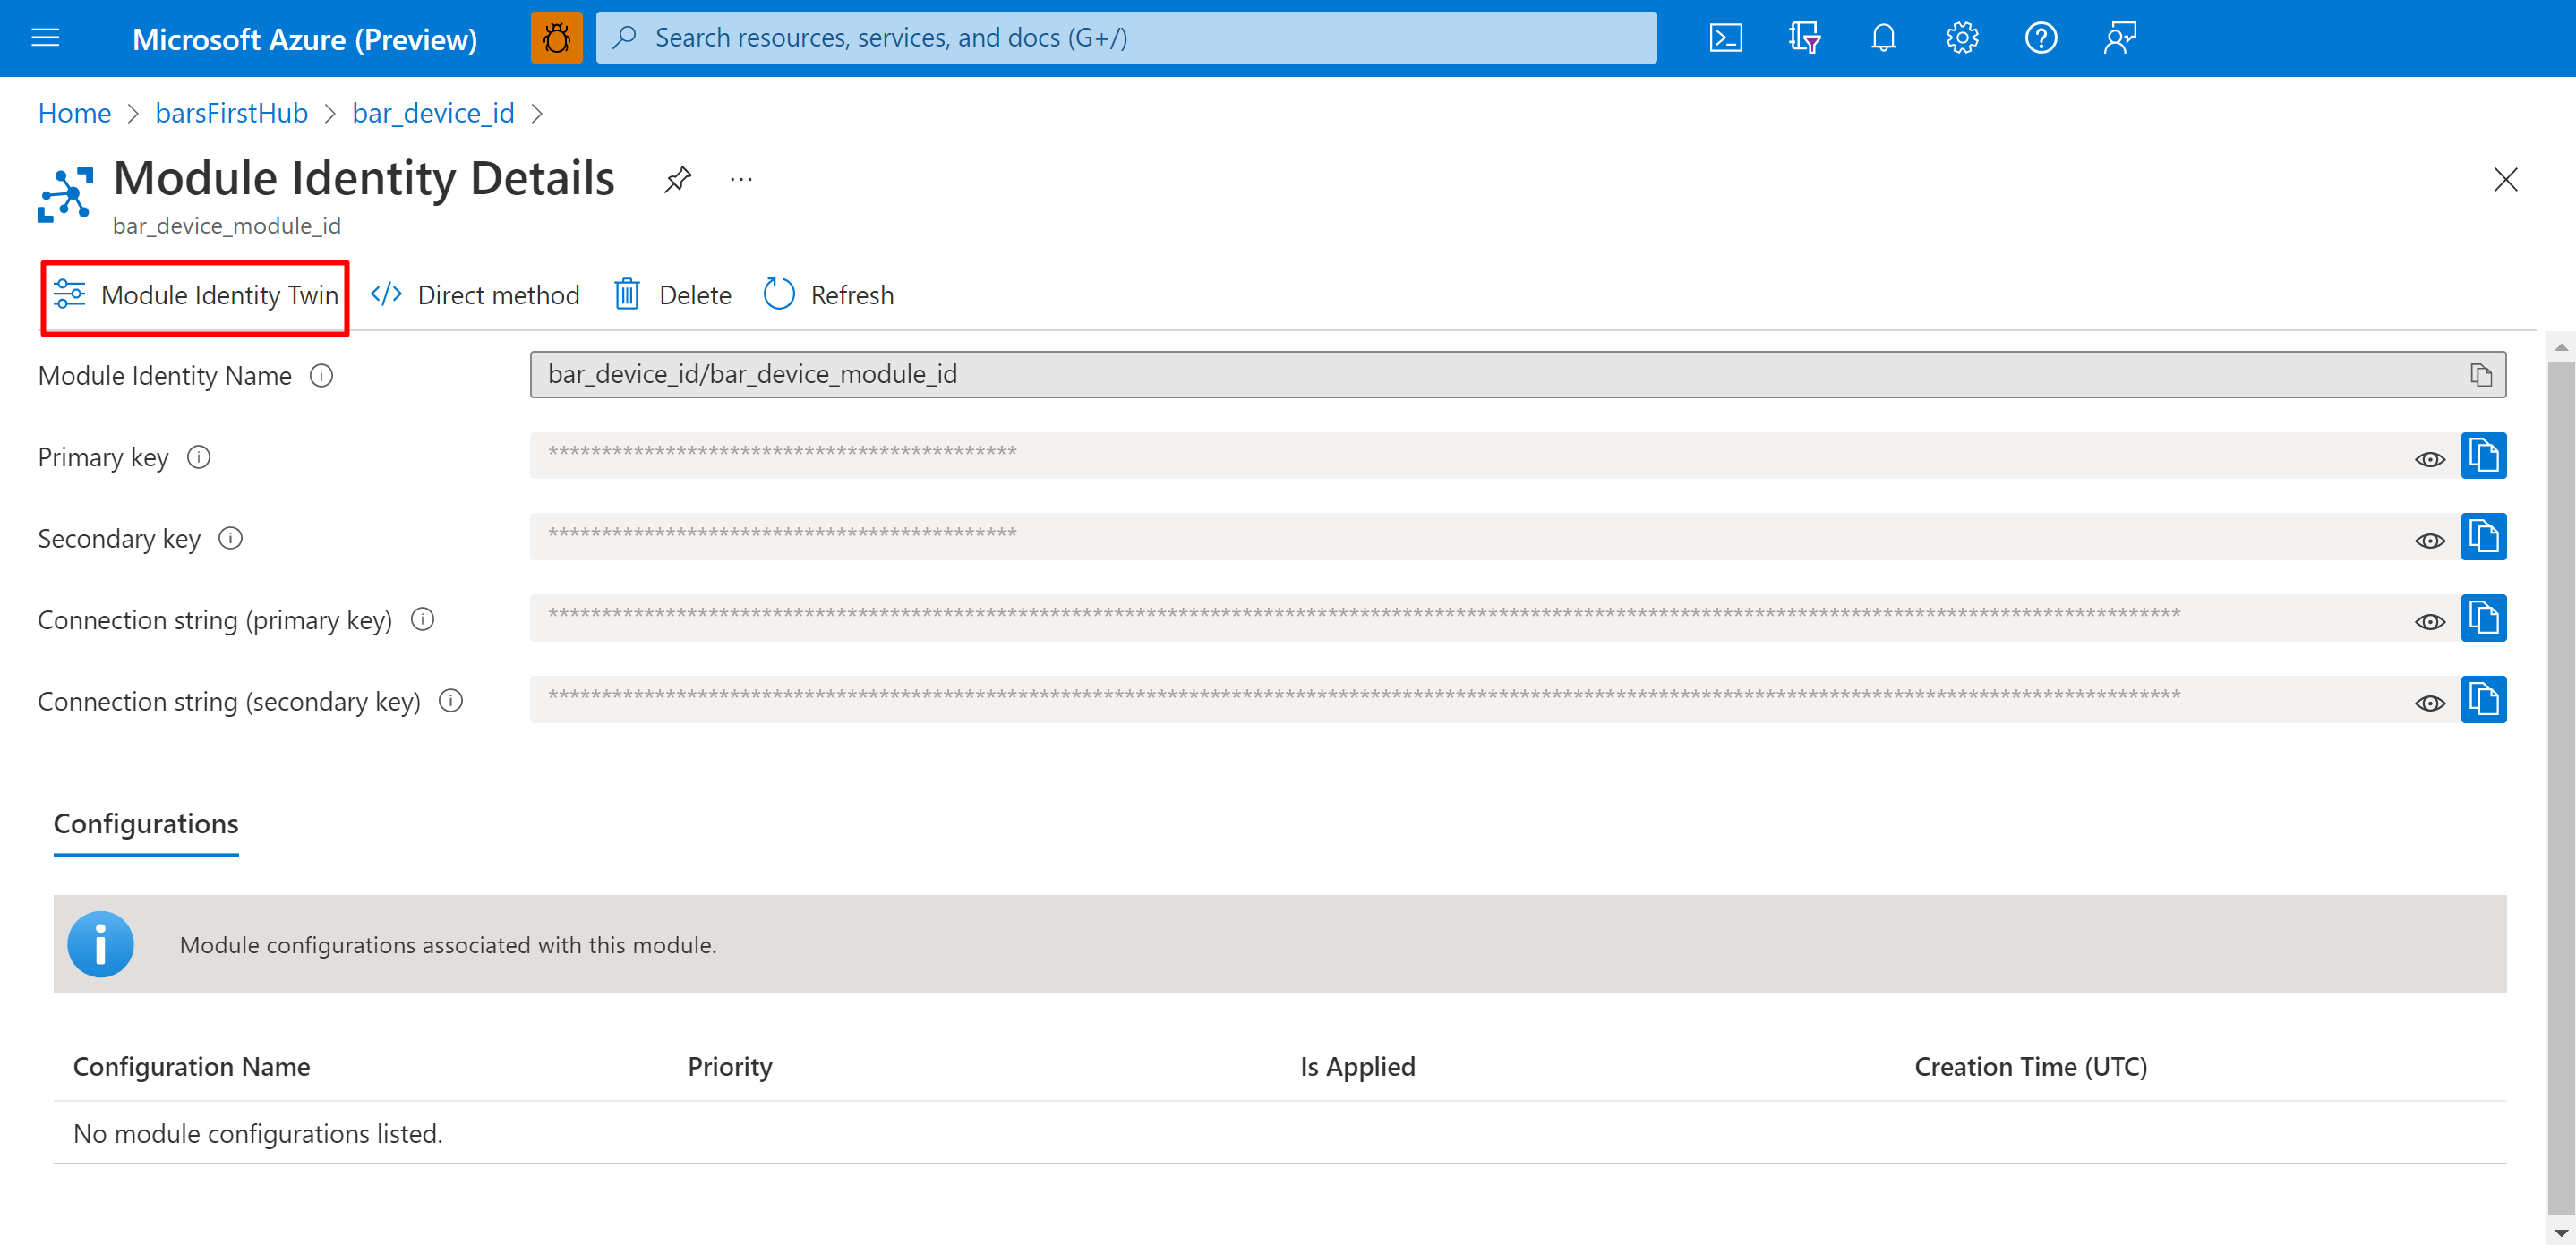 Microsoft Azure (Preview)
Search resources, services, and docs (G+/)
Home > barsFirstHub > bar_device_id >
Module Identity Details
...
bar_device_module_id
Module Identity Twin
</> Direct method
Delete
Refresh
Module Identity Name
bar_device_id/bar_device_module_id
Primary key
********************************************
Secondary key
********************************************
Connection string (primary key)
Connection string (secondary key)
Configurations
Module configurations associated with this module.
Configuration Name Priority Is Applied Creation Time (UTC)
No module configurations listed.